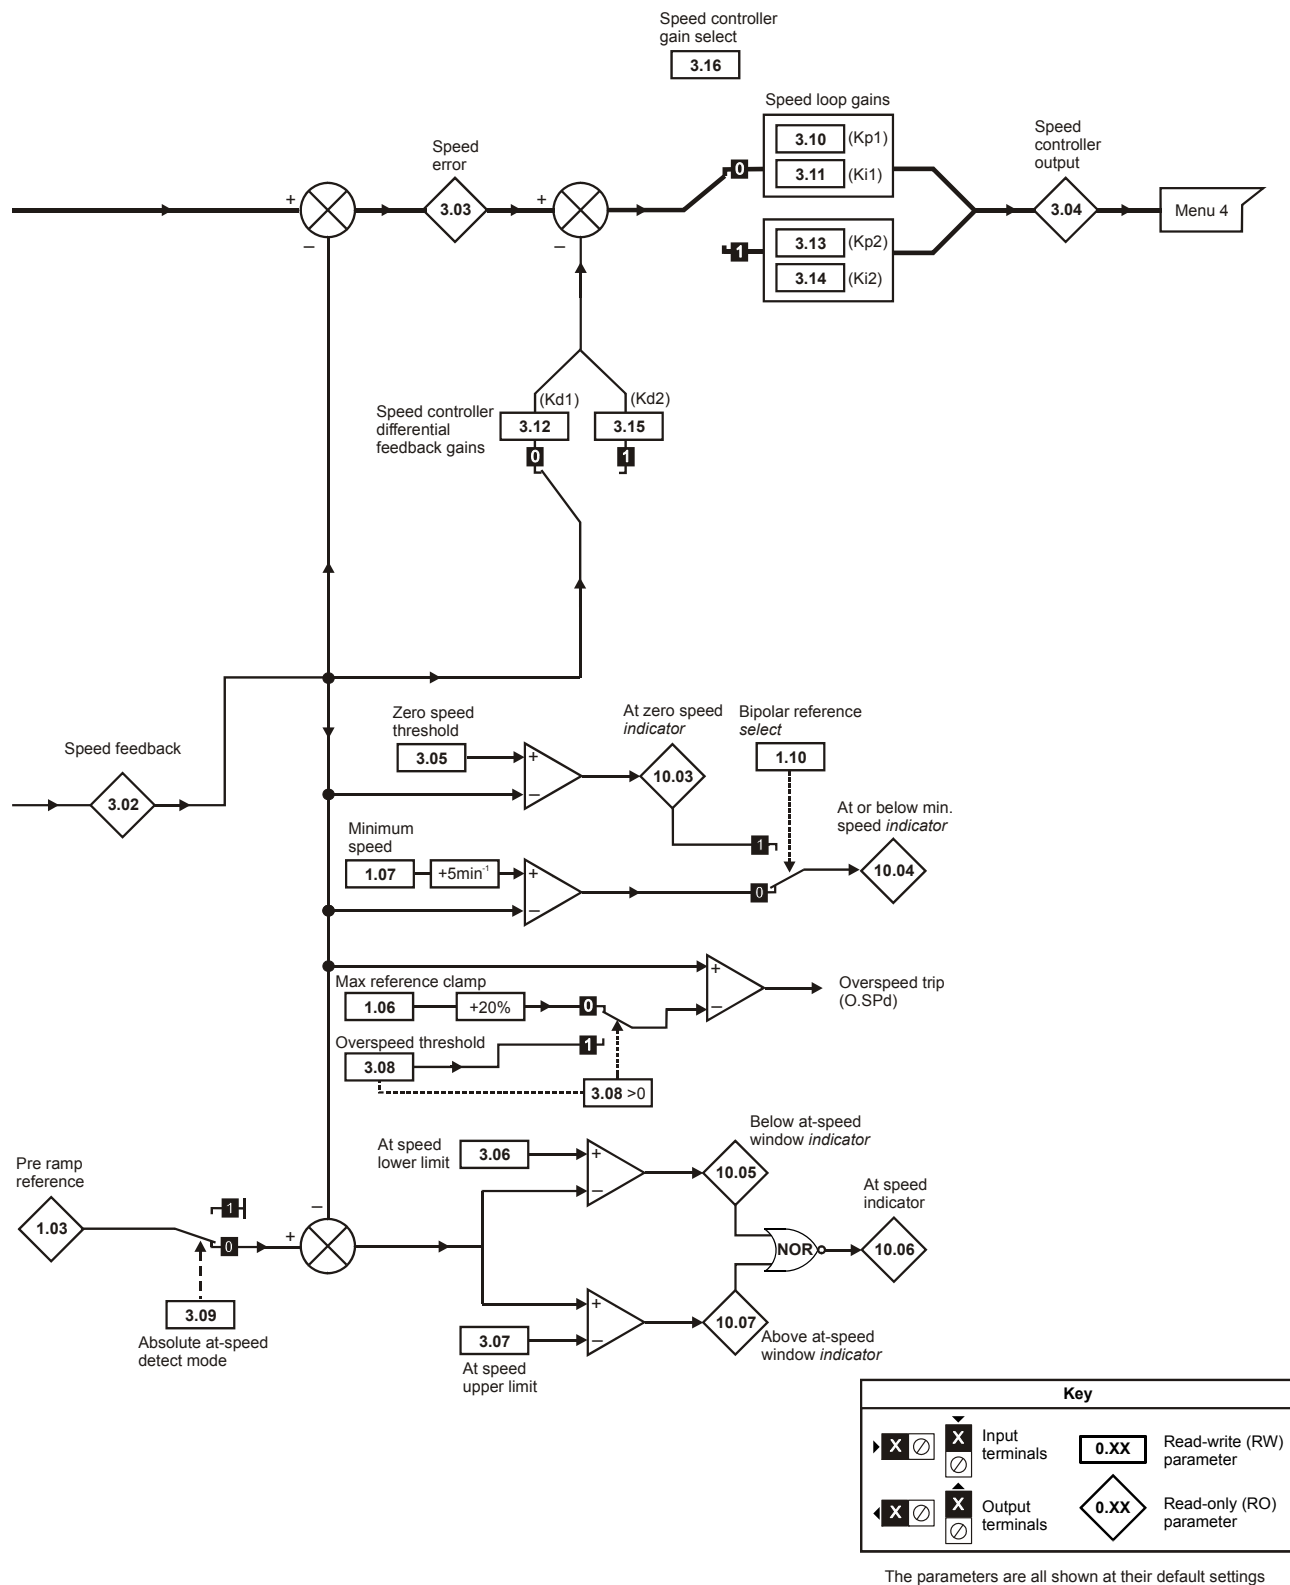 Speed controller
gain select
3.16
Speed loop gains
3.10 (Kp1)
3.11 (Ki1)
0
Speed
error
+
3.03
+
–
–
Speed
controller
output
3.04
Menu 4
1
3.13 (Kp2)
3.14 (Ki2)
(Kd1)
(Kd2)
Speed controller
differential
feedback gains
3.12
3.15
0
1
Speed feedback
3.02
Zero speed
threshold
3.05
+
–
At zero speed
indicator
10.03
Bipolar reference
select
1.10
1
Minimum
speed
1.07
+5min-1
+
–
0
At or below min.
speed indicator
10.04
Max reference clamp
1.06
+20%
0
+
–
Overspeed trip
(O.SPd)
Overspeed threshold
3.08
1
3.08 >0
Pre ramp
reference
1.03
1
0
+
–
3.09
Absolute at-speed
detect mode
At speed
lower limit
3.06
+
–
Below at-speed
window indicator
10.05
NOR
At speed
indicator
10.06
+
–
3.07
At speed
upper limit
10.07
Above at-speed
window indicator
Key
X
X
Input
terminals
0.XX
Read-write (RW)
parameter
X
X
Output
terminals
0.XX
Read-only (RO)
parameter
The parameters are all shown at their default settings